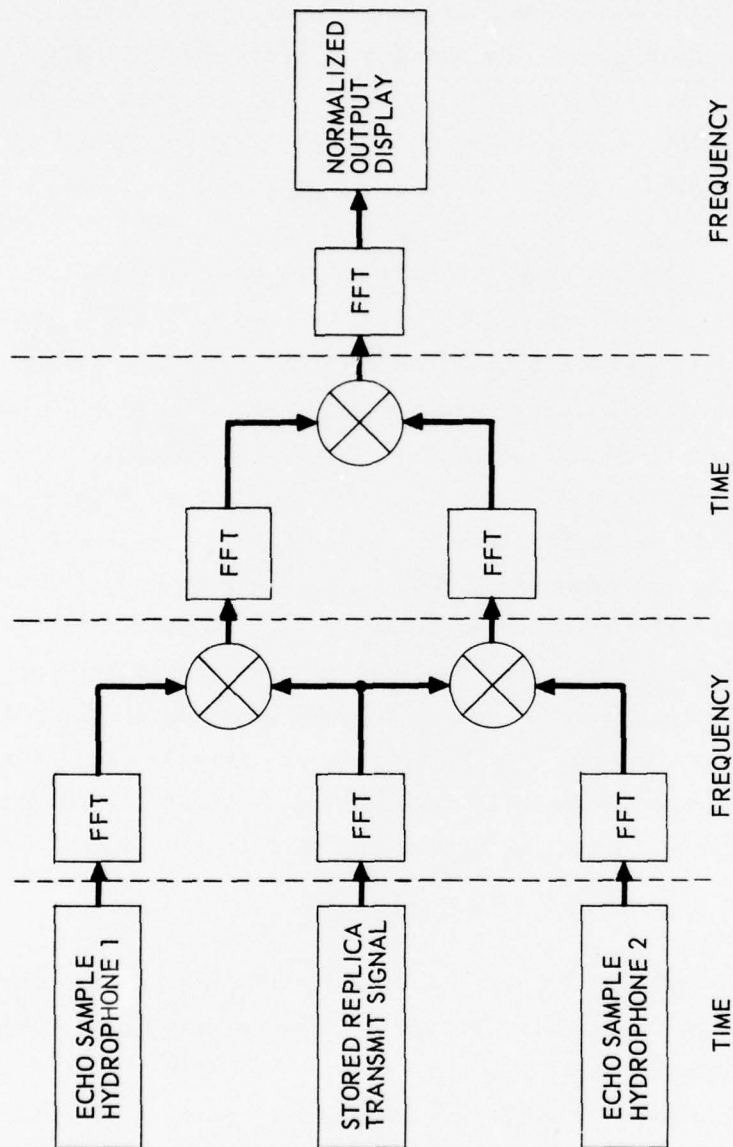 ECHO SAMPLE
HYDROPHONE 1
STORED REPLICA
TRANSMIT SIGNAL
ECHO SAMPLE
HYDROPHONE 2
FFT
FFT
FFT
FFT
FFT
FFT
NORMALIZED
OUTPUT
DISPLAY
TIME
FREQUENCY
TIME
FREQUENCY